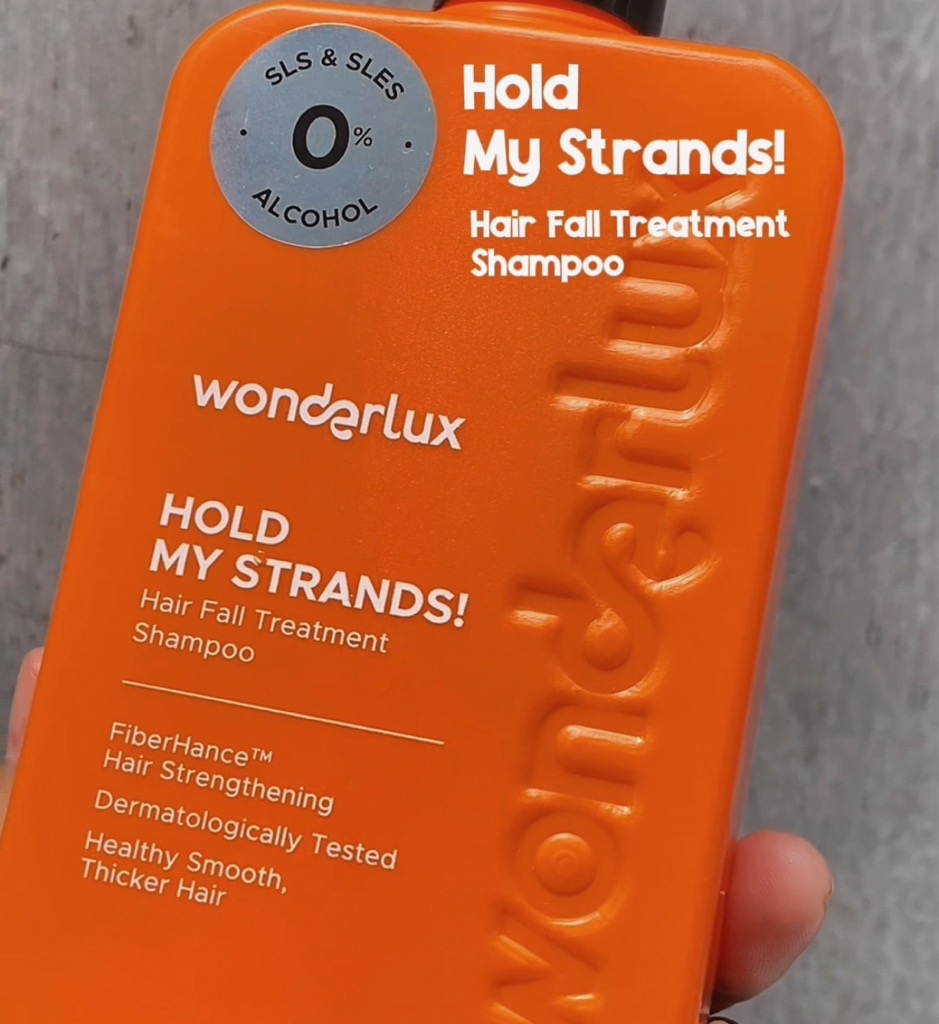 SLS & SLES
0%
ALCOHOL
Hold
My Strands!
Hair Fall Treatment
Shampoo
wonderlux
wonderlux
HOLD
MY STRANDS!
Hair Fall Treatment
Shampoo
FiberHance™
Hair Strengthening
Dermatologically Tested
Healthy Smooth,
Thicker Hair